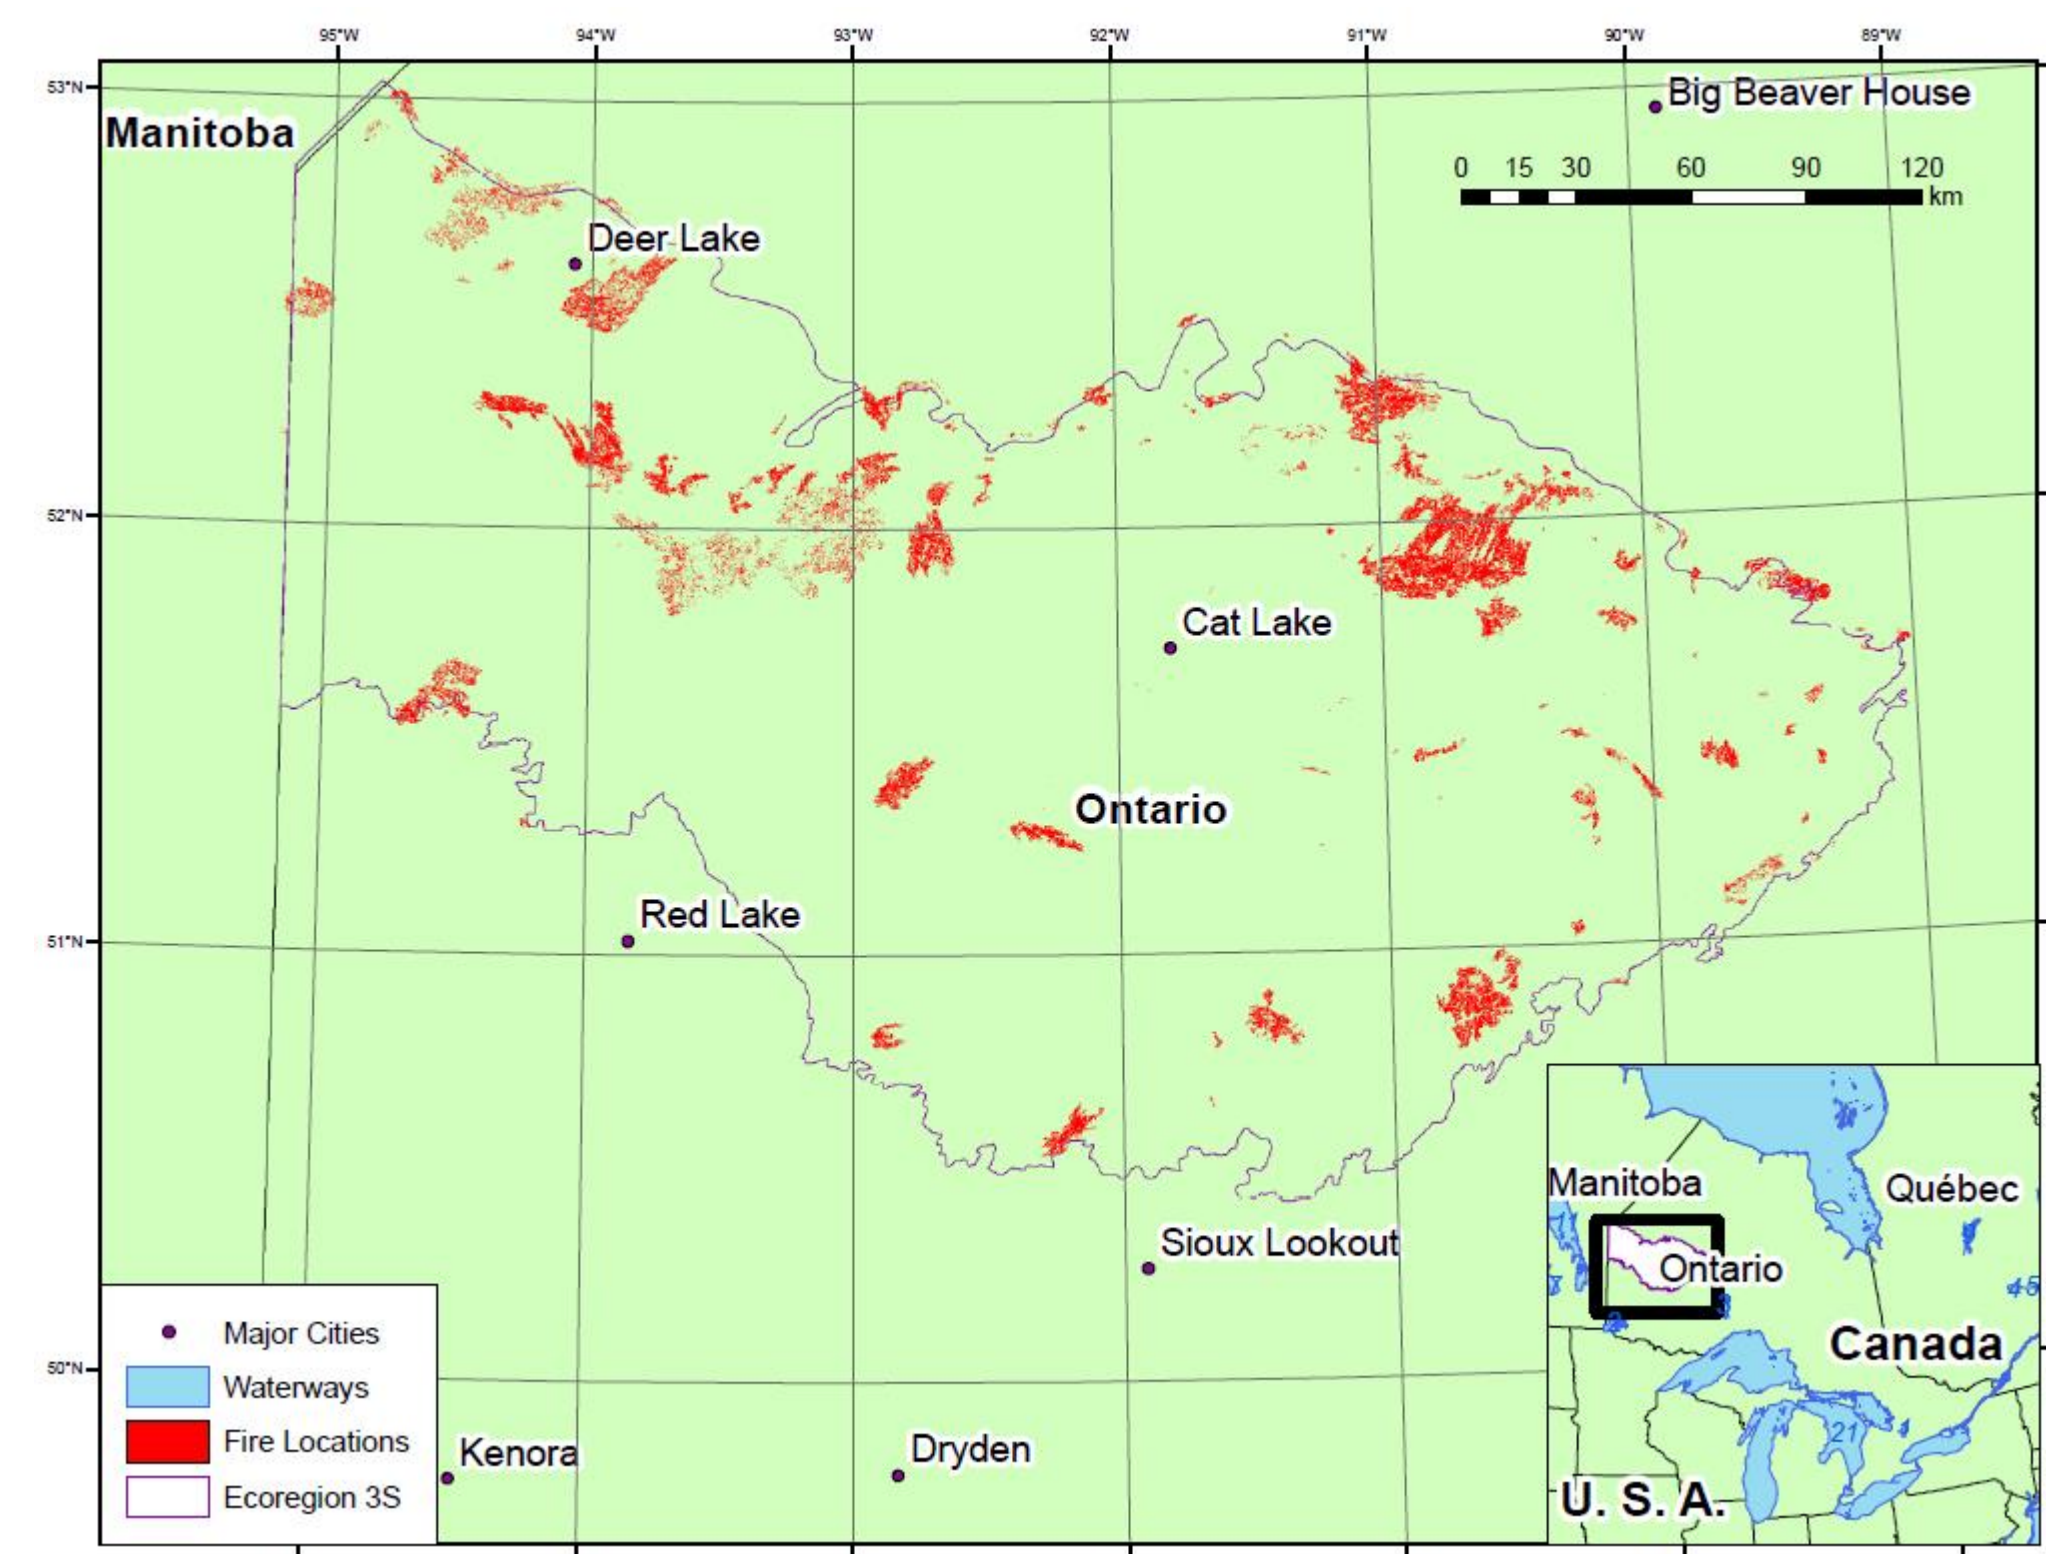 95°W 94°W 93°W 92°W 91°W 90°W 89°W
53°N
Big Beaver House
Manitoba
0 15 30 60 90 120
km
Deer Lake
52°N
Cat Lake
Ontario
Red Lake
51°N
Manitoba
Québec
Sioux Lookout
Ontario
Major Cities
Canada
50°N
Waterways
Fire Locations
21
Kenora
Dryden
Ecoregion 3S
U. S. A.